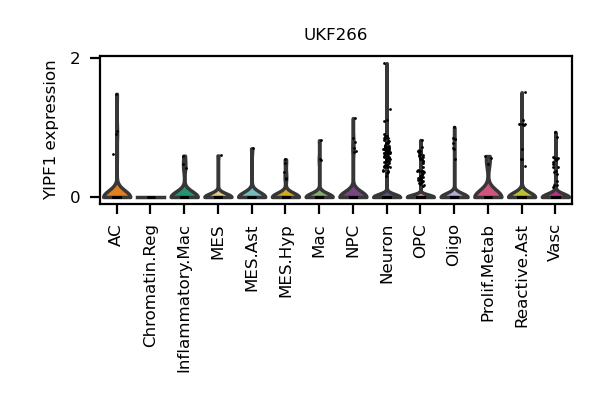 UKF266
YIPF1 expression
2
0
AC
Chromatin.Reg
Inflammatory.Mac
MES
MES.Ast
MES.Hyp
Mac
NPC
Neuron
OPC
Oligo
Prolif.Metab
Reactive.Ast
Vasc